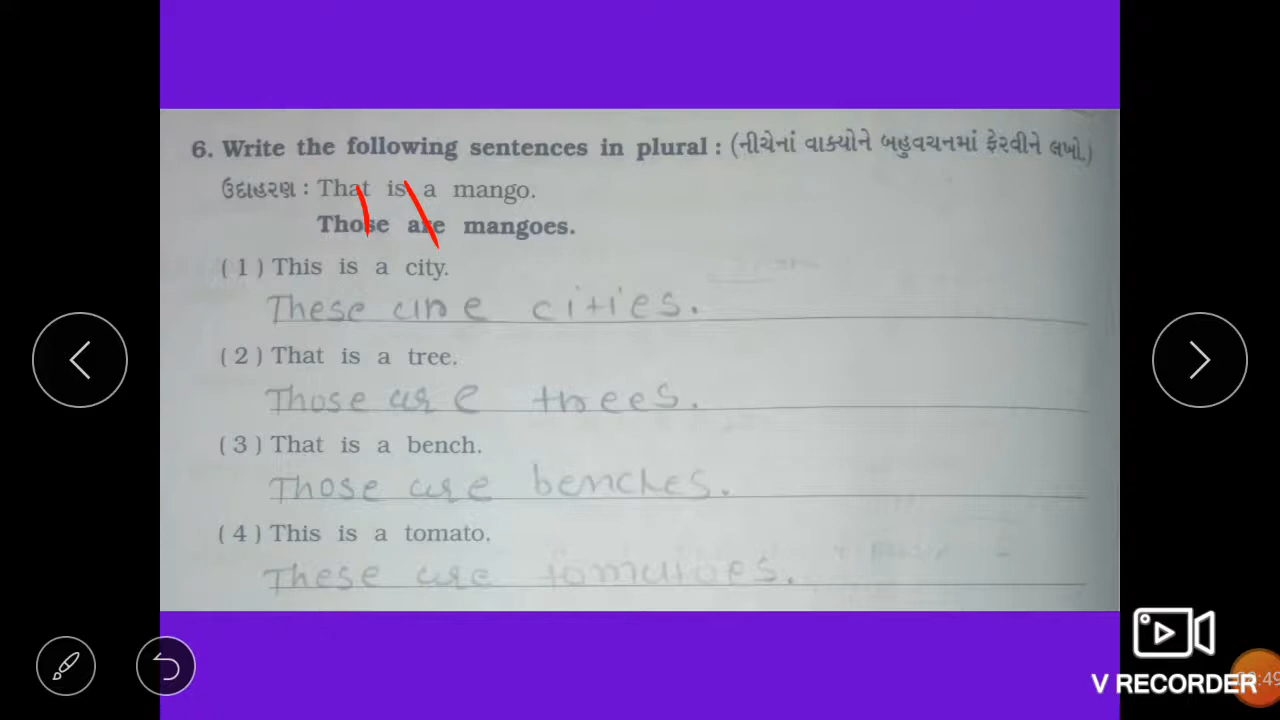 6. Write the following sentences in plural : (નીચેનાં વાક્યોને બહુવચનમાં ફેરવીને લખો.)
ઉદાહરણ : That is a mango.
Those are mangoes.
( 1 ) This is a city.
These are cities.
( 2 ) That is a tree.
Those are trees.
( 3 ) That is a bench.
Those are benches.
( 4 ) This is a tomato.
These are tomatoes.
V RECORDER